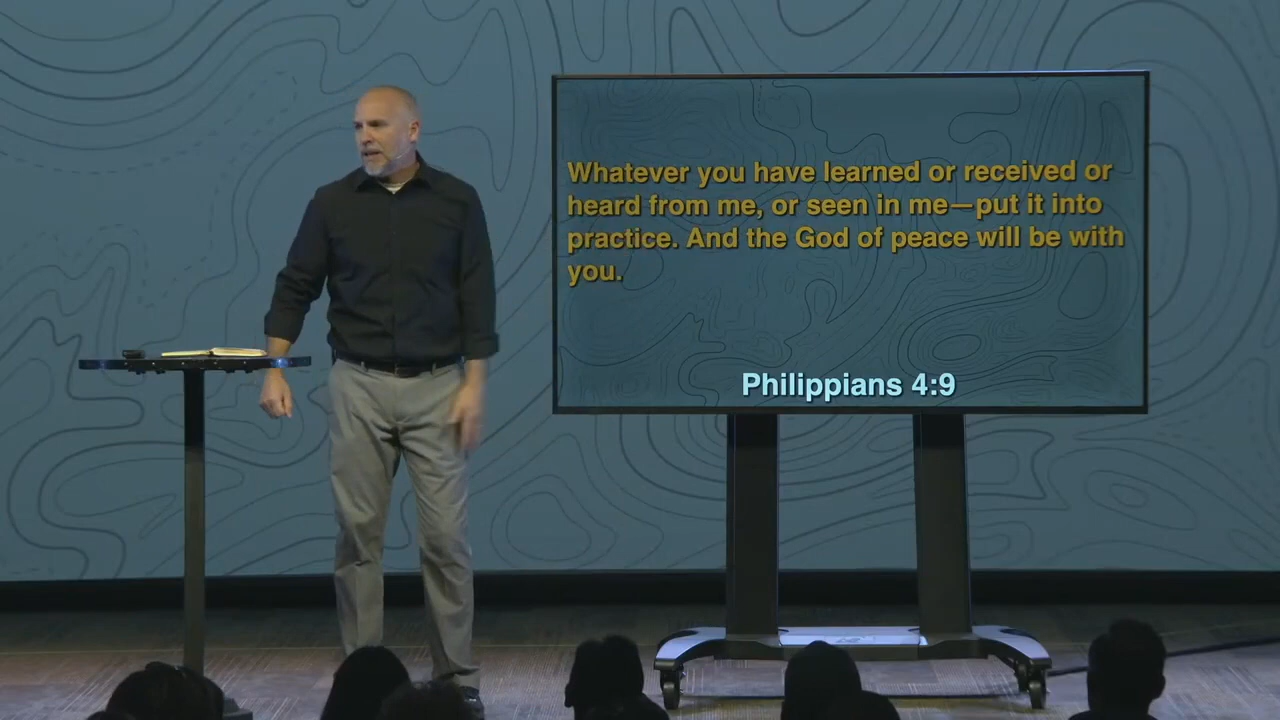 Whatever you have learned or received or
heard from me, or seen in me—put it into
practice. And the God of peace will be with
you.
Philippians 4:9